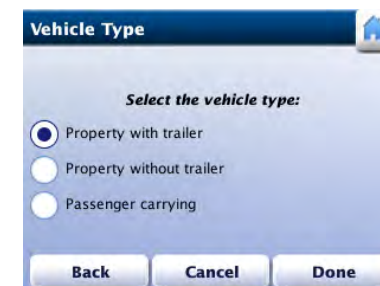 Vehicle Type
Select the vehicle type:
Property with trailer
Property without trailer
Passenger carrying
Back Cancel Done